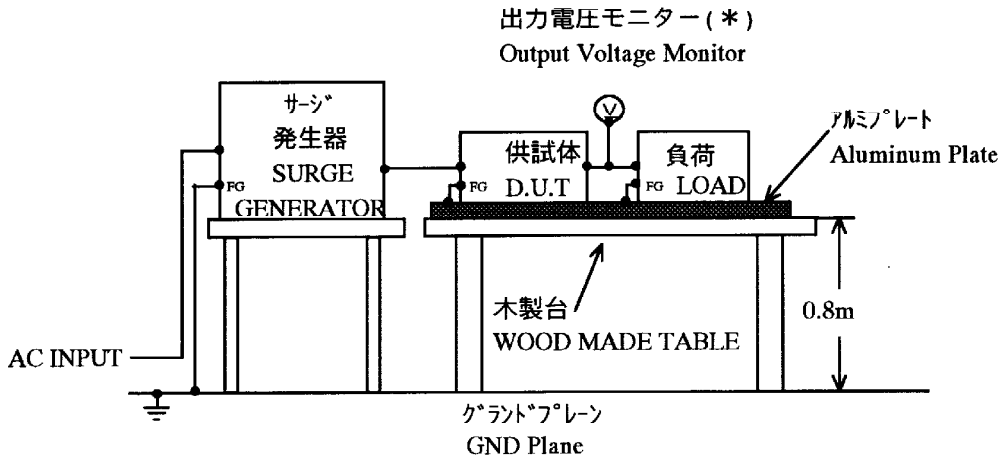 出力電圧モニター(＊)
Output Voltage Monitor
サージ
発生器
SURGE
GENERATOR
FG
V
供試体
D.U.T
FG
負荷
LOAD
FG
アルミプレート
Aluminum Plate
木製台
WOOD MADE TABLE
0.8m
AC INPUT
グランドプレーン
GND Plane